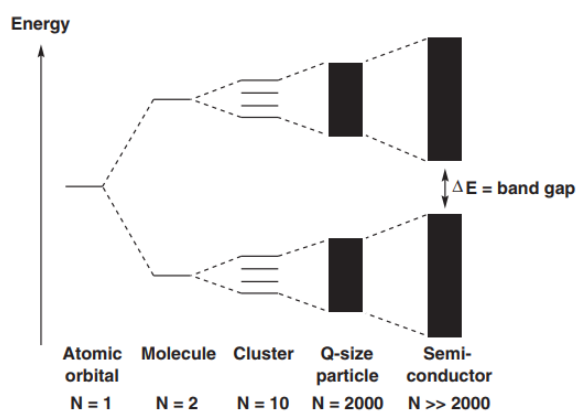 Energy
ΔE = band gap
Atomic Molecule Cluster Q-size Semi-
orbital particle conductor
N = 1 N = 2 N = 10 N = 2000 N >> 2000